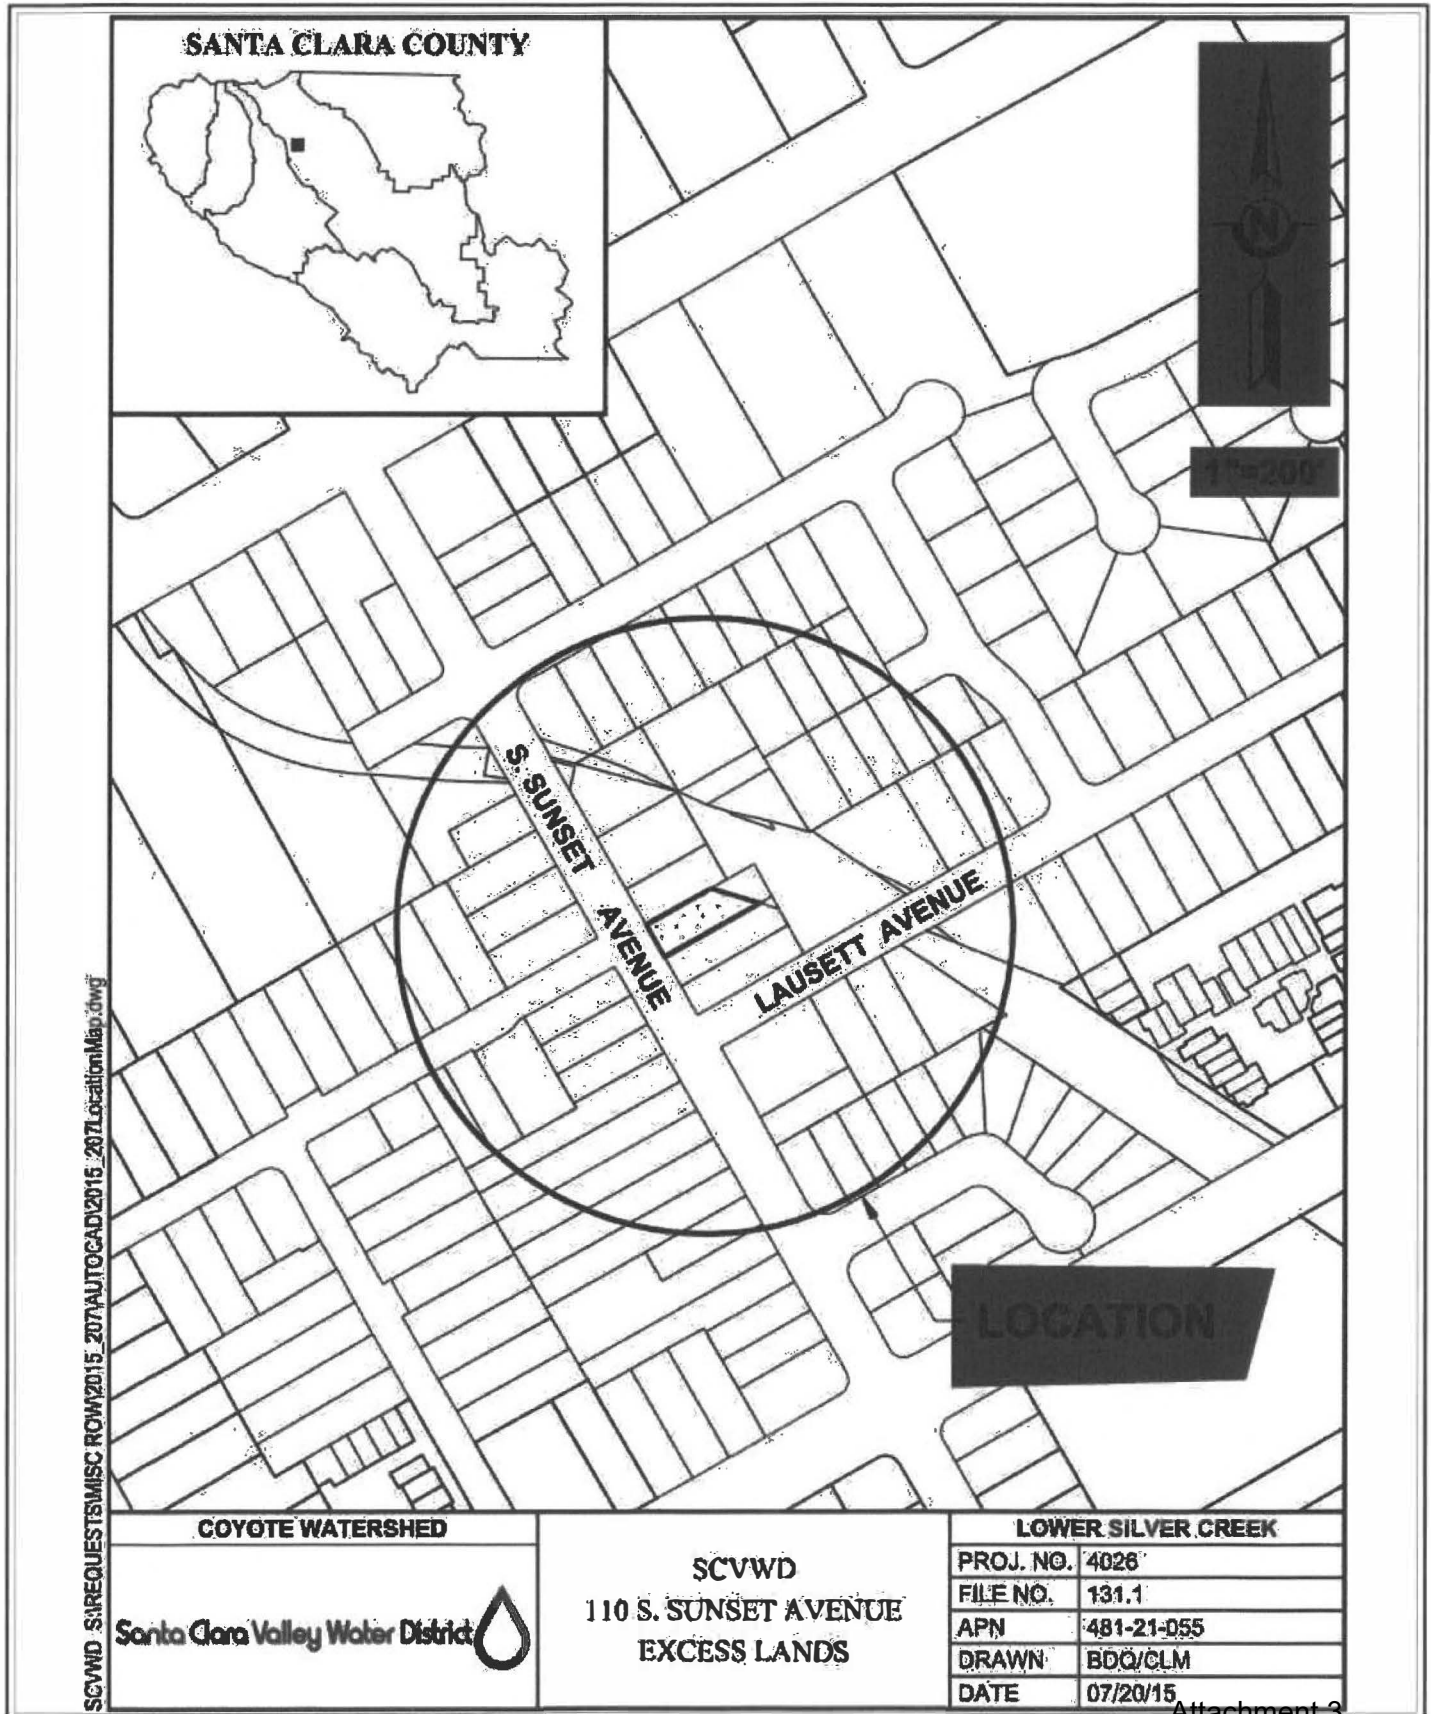 SANTA CLARA COUNTY
N
1"=200'
S. SUNSET AVENUE
LAUSETT AVENUE
LOCATION
SCVWD S:\REQUESTS\MISC ROW\2015_207\AUTOCAD\2015_207LocationMap.dwg
COYOTE WATERSHED
Santa Clara Valley Water District
SCVWD
110 S. SUNSET AVENUE
EXCESS LANDS
LOWER SILVER CREEK
PROJ. NO. 4026
FILE NO. 131.1
APN 481-21-055
DRAWN BDQ/CLM
DATE 07/20/15
Attachment 3